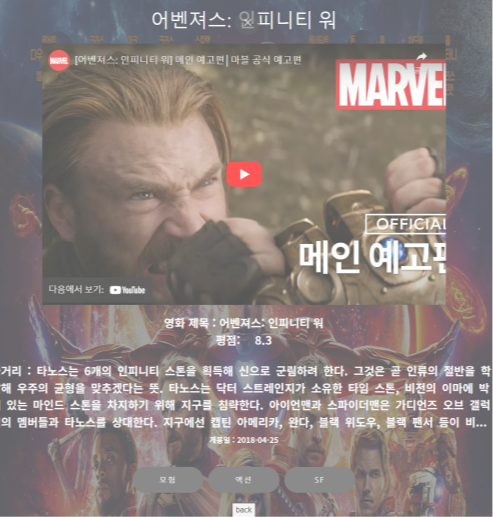 어벤져스: 인피니티 워
MARVEL [어벤져스: 인피니티 워] 메인 예고편 | 마블 공식 예고편
MARVE
OFFICIAL
메인 예고편
다음에서 보기: YouTube
영화 제목 : 어벤져스: 인피니티 워
평점: 8.3
거리 : 타노스는 6개의 인피니티 스톤을 획득해 신으로 군림하려 한다. 그것은 곧 인류의 절반을 학
해 우주의 균형을 맞추겠다는 뜻. 타노스는 닥터 스트레인지가 소유한 타임 스톤, 비전의 이마에 박
있는 마인드 스톤을 차지하기 위해 지구를 침략한다. 아이언맨과 스파이더맨은 가디언즈 오브 갤럭
의 멤버들과 타노스를 상대한다. 지구에선 캡틴 아메리카, 완다, 블랙 위도우, 블랙 팬서 등이 비...
개봉일 : 2018-04-25
모험 액션 SF
back